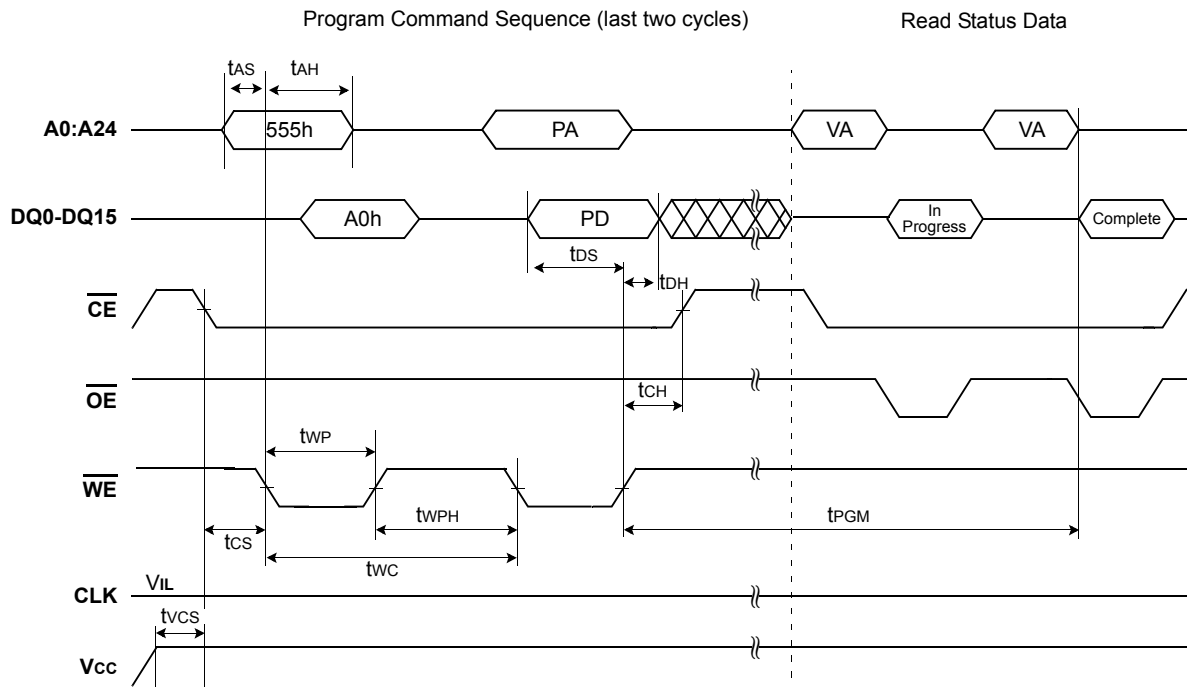 Program Command Sequence (last two cycles)
Read Status Data
tAS
tAH
A0:A24
555h
PA
VA
VA
DQ0-DQ15
A0h
PD
In
Progress
Complete
tDS
tDH
CE
OE
tCH
tWP
WE
tWPH
tPGM
tCS
tWC
CLK
VIL
tVCS
Vcc